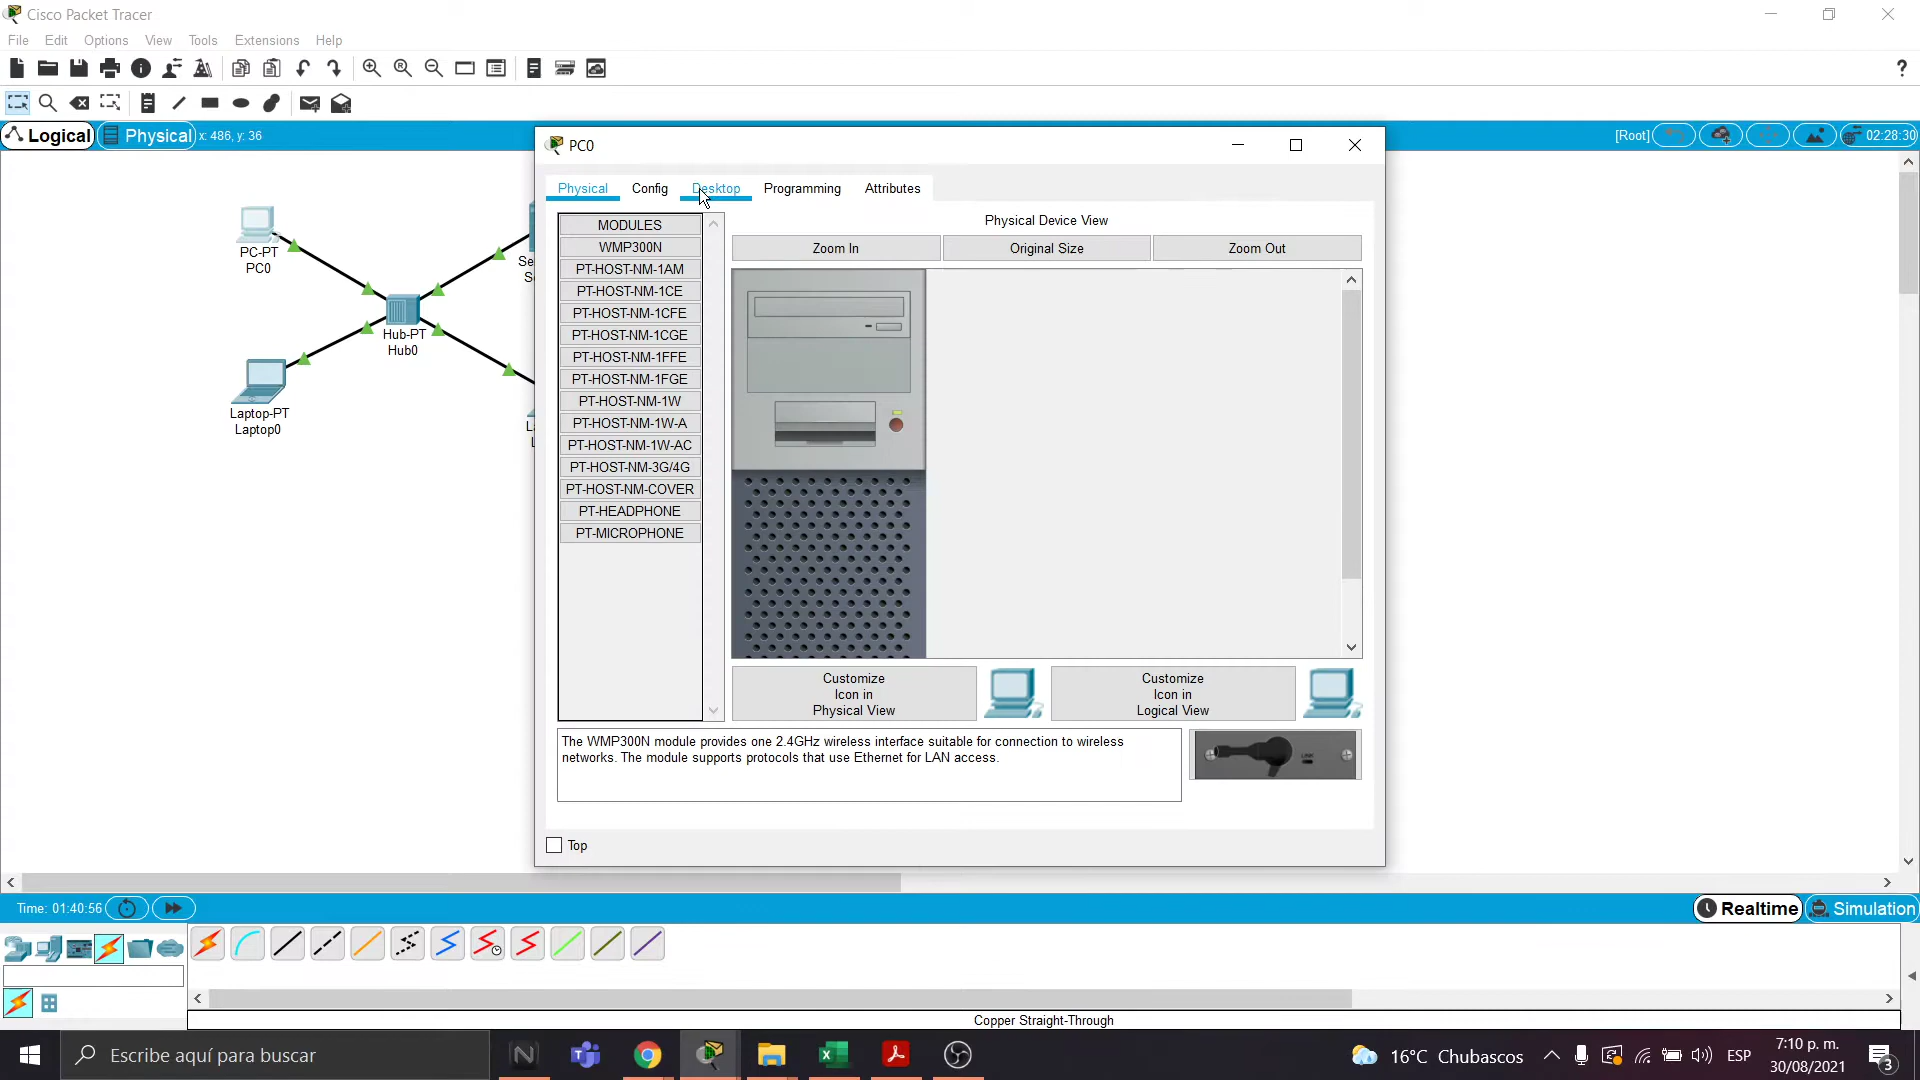 Cisco Packet Tracer
File Edit Options View Tools Extensions Help
?
Logical Physical x: 486, y: 36
[Root] 02:28:30
PC0
Physical Config Desktop Programming Attributes
MODULES
WMP300N
PT-HOST-NM-1AM
PT-HOST-NM-1CE
PT-HOST-NM-1CFE
PT-HOST-NM-1CGE
PT-HOST-NM-1FFE
PT-HOST-NM-1FGE
PT-HOST-NM-1W
PT-HOST-NM-1W-A
PT-HOST-NM-1W-AC
PT-HOST-NM-3G/4G
PT-HOST-NM-COVER
PT-HEADPHONE
PT-MICROPHONE
Physical Device View
Zoom In Original Size Zoom Out
Customize
Icon in
Physical View
Customize
Icon in
Logical View
The WMP300N module provides one 2.4GHz wireless interface suitable for connection to wireless
networks. The module supports protocols that use Ethernet for LAN access.
Top
PC-PT
PC0
Se
S
Hub-PT
Hub0
Laptop-PT
Laptop0
Time: 01:40:56
Realtime Simulation
Copper Straight-Through
Escribe aquí para buscar
16°C Chubascos
ESP
7:10 p. m.
30/08/2021
3